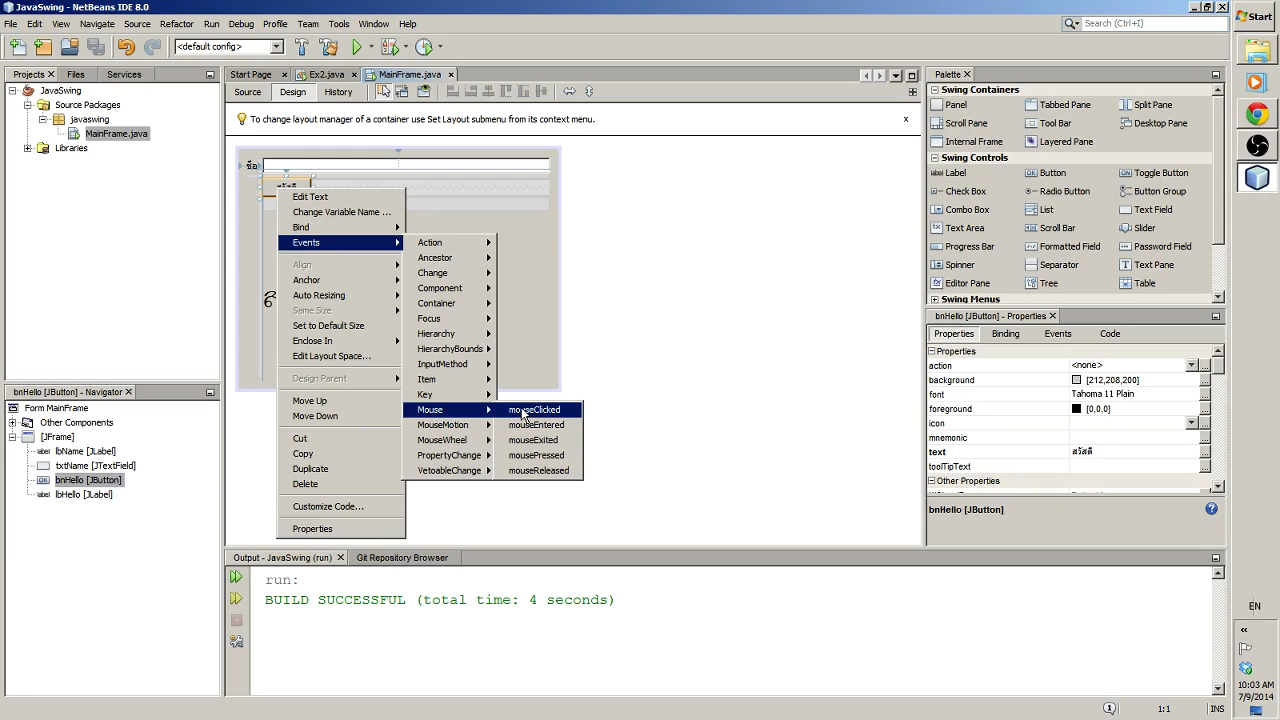 JavaSwing - NetBeans IDE 8.0
File Edit View Navigate Source Refactor Run Debug Profile Team Tools Window Help
Search (Ctrl+I)
Start
<default config>
Projects Files Services
JavaSwing
Source Packages
javaswing
MainFrame.java
Libraries
Start Page Ex2.java MainFrame.java
Source Design History
To change layout manager of a container use Set Layout submenu from its context menu.
ชื่อ
สวัสดี
Edit Text
Change Variable Name ...
Bind
Events
Align
Anchor
Auto Resizing
Same Size
Set to Default Size
Enclose In
Edit Layout Space...
Design Parent
Move Up
Move Down
Cut
Copy
Duplicate
Delete
Customize Code...
Properties
Action
Ancestor
Change
Component
Container
Focus
Hierarchy
HierarchyBounds
InputMethod
Item
Key
Mouse
MouseMotion
MouseWheel
PropertyChange
VetoableChange
mouseClicked
mouseEntered
mouseExited
mousePressed
mouseReleased
Palette
Swing Containers
Panel Tabbed Pane Split Pane
Scroll Pane Tool Bar Desktop Pane
Internal Frame Layered Pane
Swing Controls
Label Button Toggle Button
Check Box Radio Button Button Group
Combo Box List Text Field
Text Area Scroll Bar Slider
Progress Bar Formatted Field Password Field
Spinner Separator Text Pane
Editor Pane Tree Table
Swing Menus
bnHello [JButton] - Properties
Properties Binding Events Code
Properties
action <none>
background [212,208,200]
font Tahoma 11 Plain
foreground [0,0,0]
icon
mnemonic
text สวัสดี
toolTipText
Other Properties
bnHello [JButton]
bnHello [JButton] - Navigator
Form MainFrame
Other Components
[JFrame]
lbName [JLabel]
txtName [JTextField]
bnHello [JButton]
lbHello [JLabel]
Output - JavaSwing (run) Git Repository Browser
run:
BUILD SUCCESSFUL (total time: 4 seconds)
EN
10:03 AM
7/9/2014
1 1:1 INS